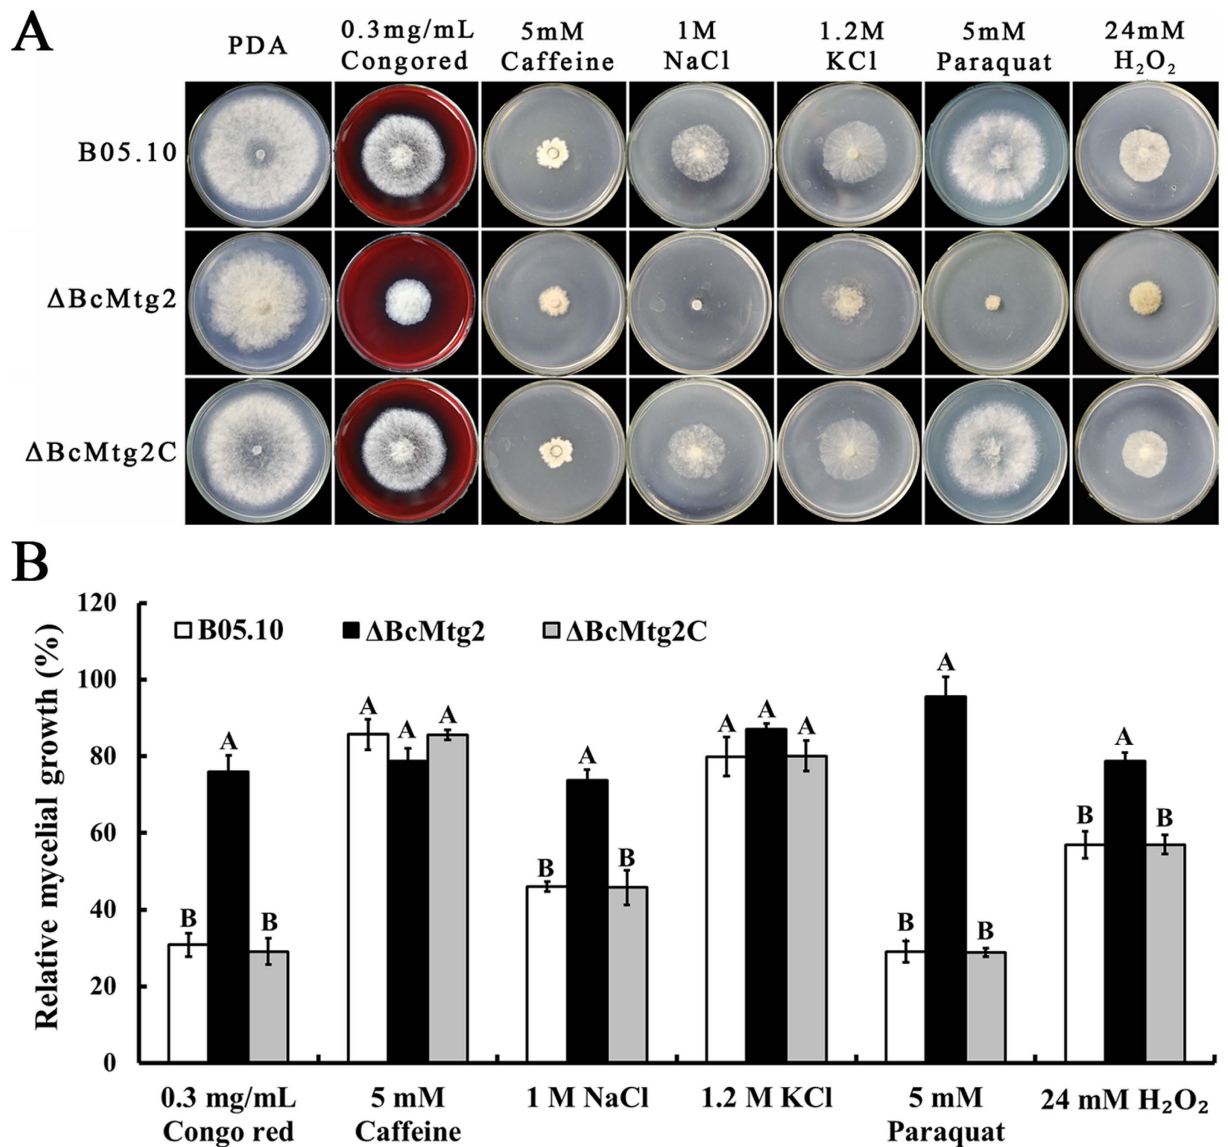 A
PDA
0.3mg/mL
Congored
5mM
Caffeine
1M
NaCl
1.2M
KCl
5mM
Paraquat
24mM
H₂O₂
B05.10
ΔBcMtg2
ΔBcMtg2C
B
Relative mycelial growth (%)
120
100
80
60
40
20
0
B05.10
ΔBcMtg2
ΔBcMtg2C
B
A
B
A
A
A
B
A
B
A
A
A
B
A
B
B
A
B
0.3 mg/mL
Congo red
5 mM
Caffeine
1 M NaCl
1.2 M KCl
5 mM
Paraquat
24 mM H₂O₂